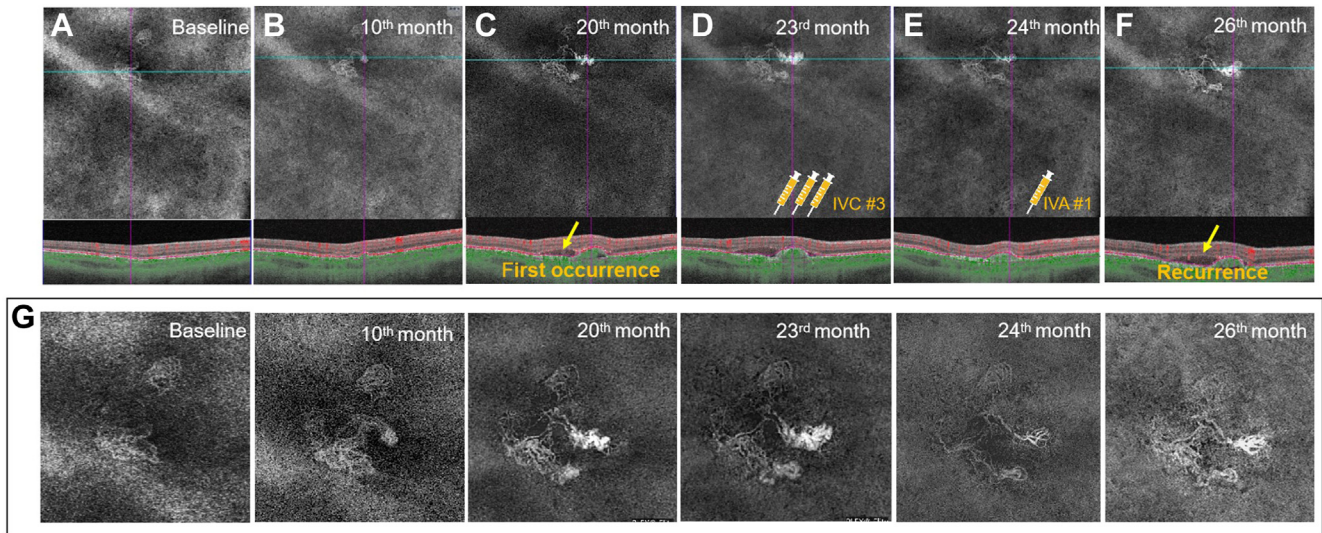 A Baseline
B 10th month
C 20th month
D 23rd month
E 24th month
F 26th month
IVC #3
IVA #1
First occurrence
Recurrence
G Baseline
10th month
20th month
23rd month
24th month
26th month